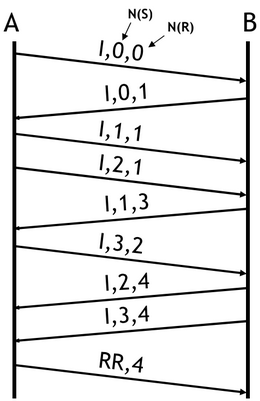 N(S)
A B
N(R)
I,0,0
I,0,1
I,1,1
I,2,1
I,1,3
I,3,2
I,2,4
I,3,4
RR,4